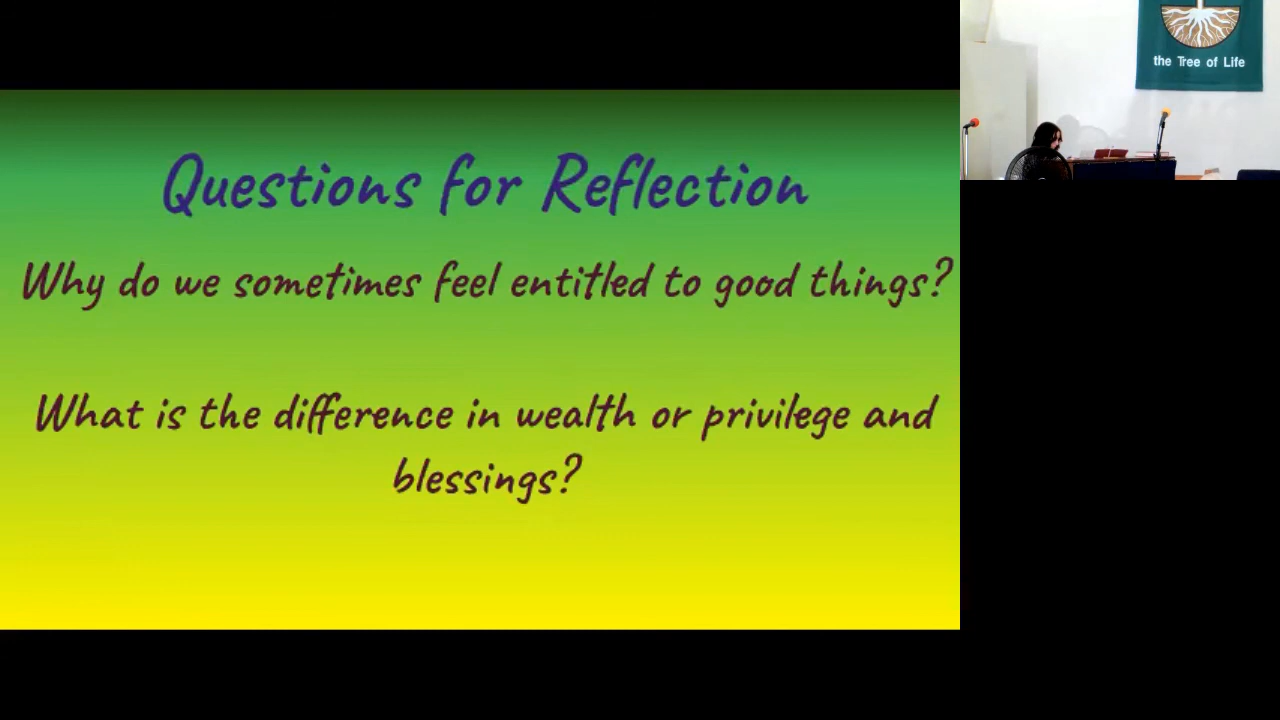 Questions for Reflection
Why do we sometimes feel entitled to good things?
What is the difference in wealth or privilege and
blessings?
the Tree of Life